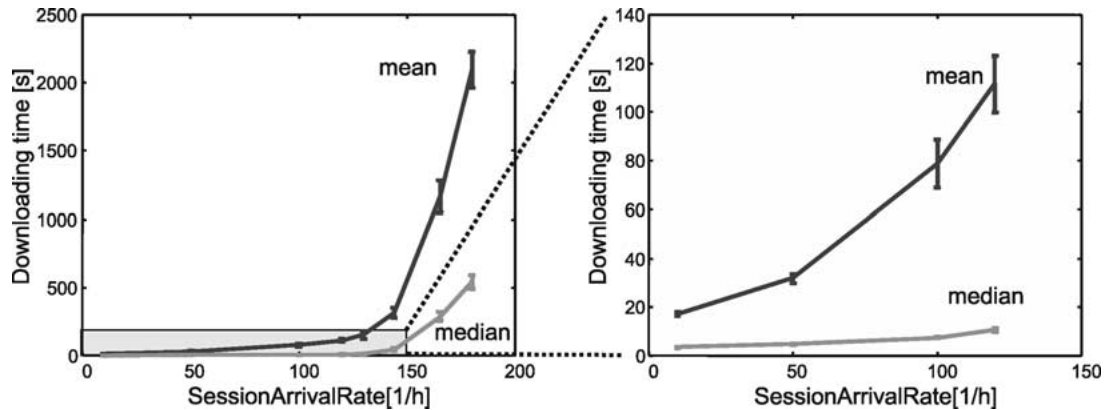 2500
2000
1500
1000
500
0
Downloading time [s]
mean
median
0 50 100 150 200
SessionArrivalRate[1/h]
140
120
100
80
60
40
20
0
Downloading time [s]
mean
median
0 50 100 150
SessionArrivalRate[1/h]